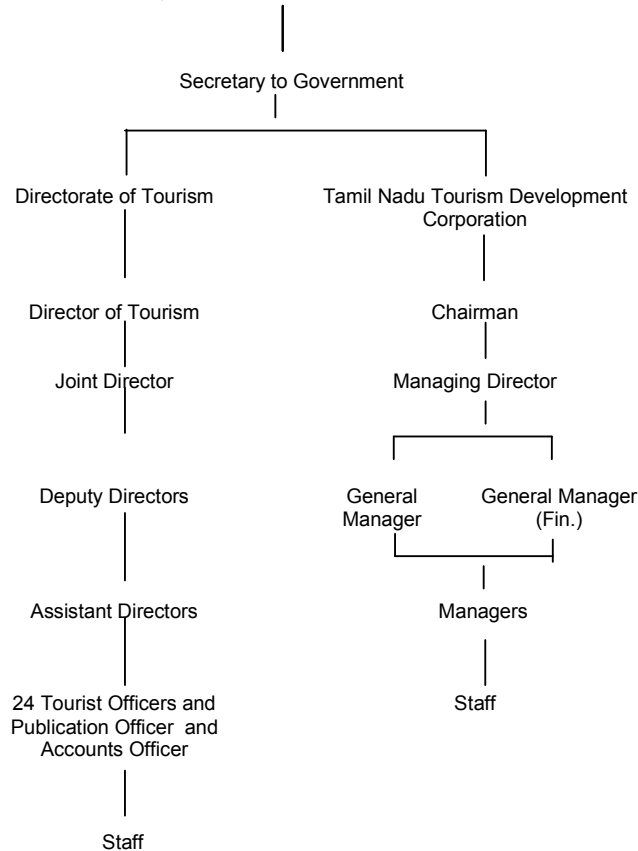 Secretary to Government
Directorate of Tourism
Tamil Nadu Tourism Development
Corporation
Director of Tourism
Chairman
Joint Director
Managing Director
Deputy Directors
General
Manager
General Manager
(Fin.)
Assistant Directors
Managers
24 Tourist Officers and
Publication Officer and
Accounts Officer
Staff
Staff